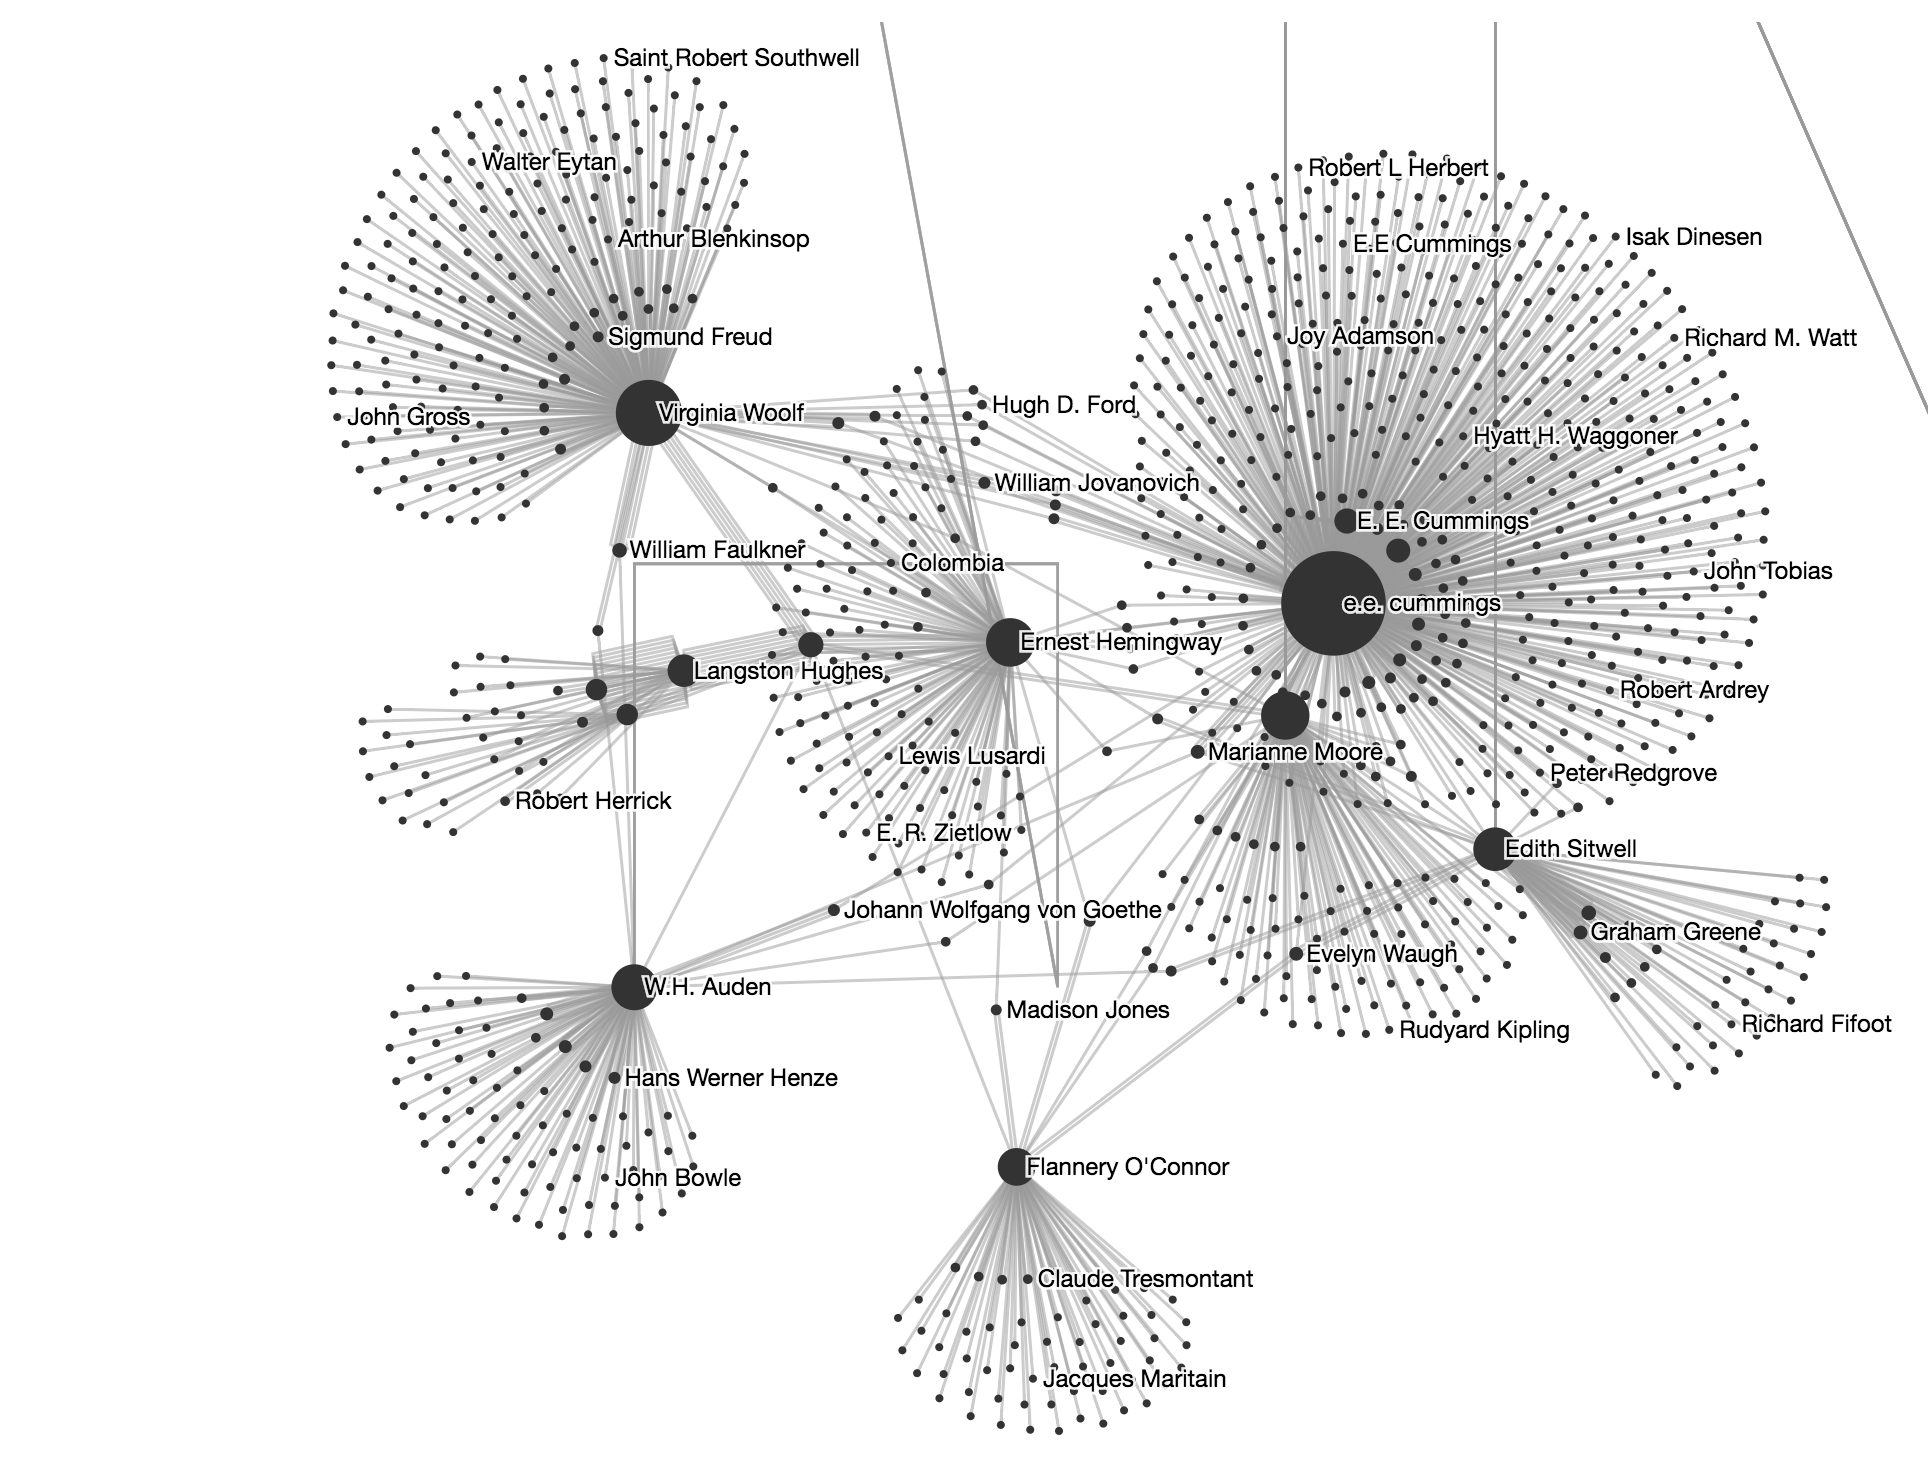 Saint Robert Southwell
Walter Eytan
Robert L Herbert
Arthur Blenkinsop
E.E Cummings
Isak Dinesen
Sigmund Freud
Joy Adamson
Richard M. Watt
John Gross
Virginia Woolf
Hugh D. Ford
Hyatt H. Waggoner
William Jovanovich
E. E. Cummings
William Faulkner
Colombia
John Tobias
e.e. cummings
Ernest Hemingway
Langston Hughes
Robert Ardrey
Lewis Lusardi
Marianne Moore
Peter Redgrove
Robert Herrick
E. R. Zietlow
Edith Sitwell
Johann Wolfgang von Goethe
Graham Greene
Evelyn Waugh
W.H. Auden
Madison Jones
Rudyard Kipling
Richard Fifoot
Hans Werner Henze
John Bowle
Flannery O'Connor
Claude Tresmontant
Jacques Maritain